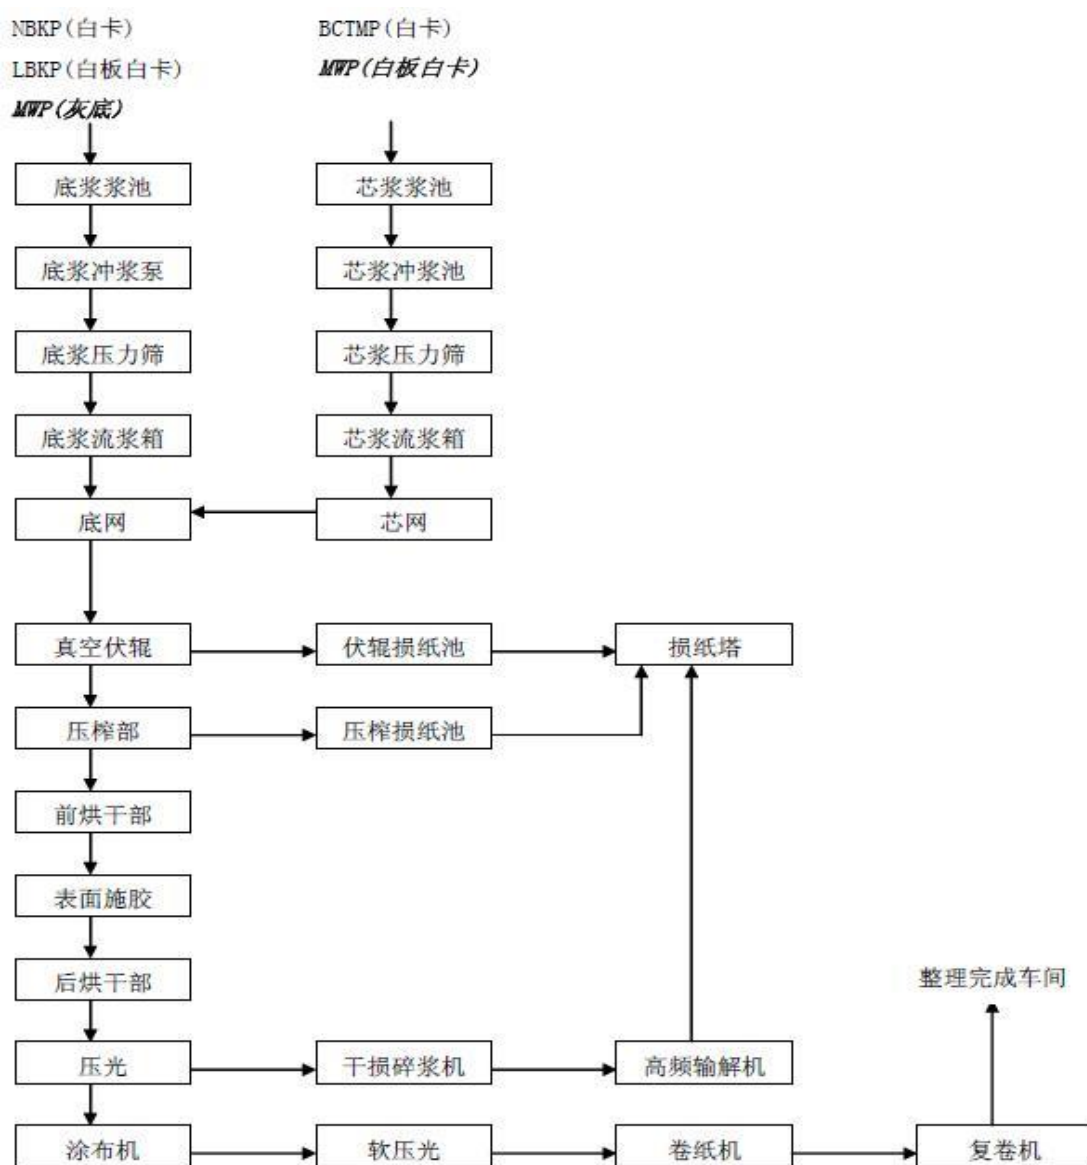 NBKP(白卡)
BCTMP(白卡)
LBKP(白板白卡)
MWP(白板白卡)
MWP(灰底)
底浆浆池
芯浆浆池
底浆冲浆泵
芯浆冲浆池
底浆压力筛
芯浆压力筛
底浆流浆箱
芯浆流浆箱
底网
芯网
真空伏辊
伏辊损纸池
损纸塔
压榨部
压榨损纸池
前烘干部
表面施胶
后烘干部
整理完成车间
压光
干损碎浆机
高频输解机
涂布机
软压光
卷纸机
复卷机